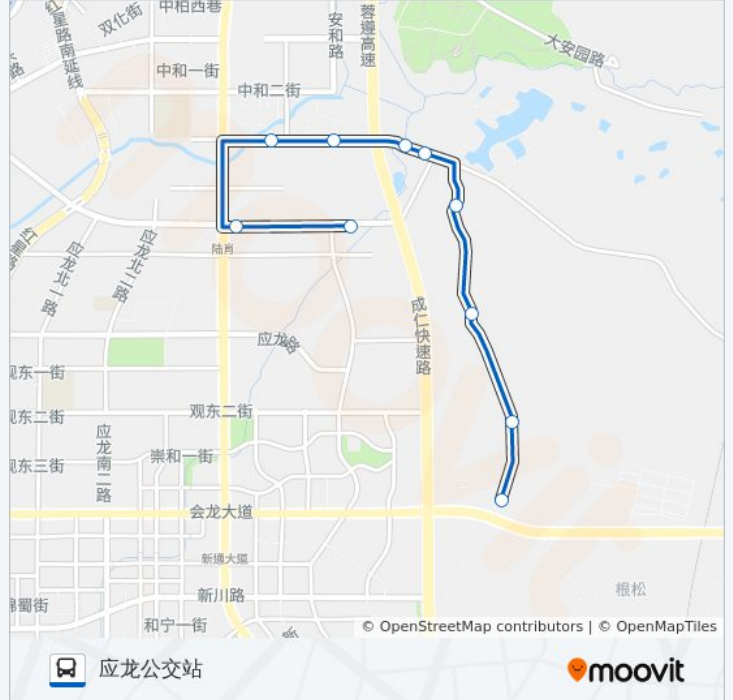 中柏西巷
双化街
红星路南延线
安和路
蓉遵高速
大安园路
中和一街
中和二街
应龙北一路
应龙北二路
陆肖
成仁快速路
应龙路
观东一街
观东二街
观东二街
应龙南二路
崇和一街
观东三街
会龙大道
新通大道
新川路
根松
锦蜀街
和宁一街
© OpenStreetMap contributors | © OpenMapTiles
应龙公交站
moovit